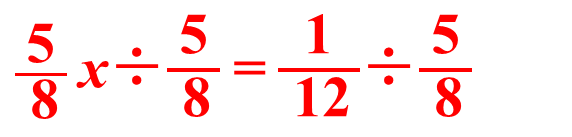 5/8 x ÷ 5/8 = 1/12 ÷ 5/8